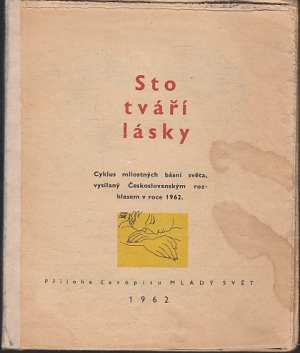 Sto
tváří
lásky
Cyklus milostných básní světa,
vysílaný Československým roz-
hlasem v roce 1962.
Příloha časopisu MLADÝ SVĚT
1962